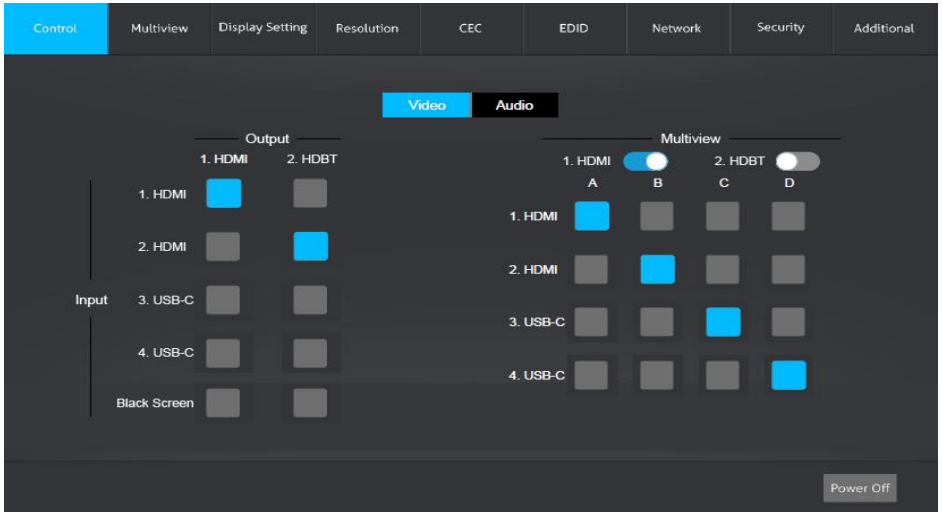 Control Multiview Display Setting Resolution CEC EDID Network Security Additional
Video Audio
Output
1. HDMI 2. HDBT
Input
1. HDMI
2. HDMI
3. USB-C
4. USB-C
Black Screen
Multiview
1. HDMI 2. HDBT
A B C D
1. HDMI
2. HDMI
3. USB-C
4. USB-C
Power Off